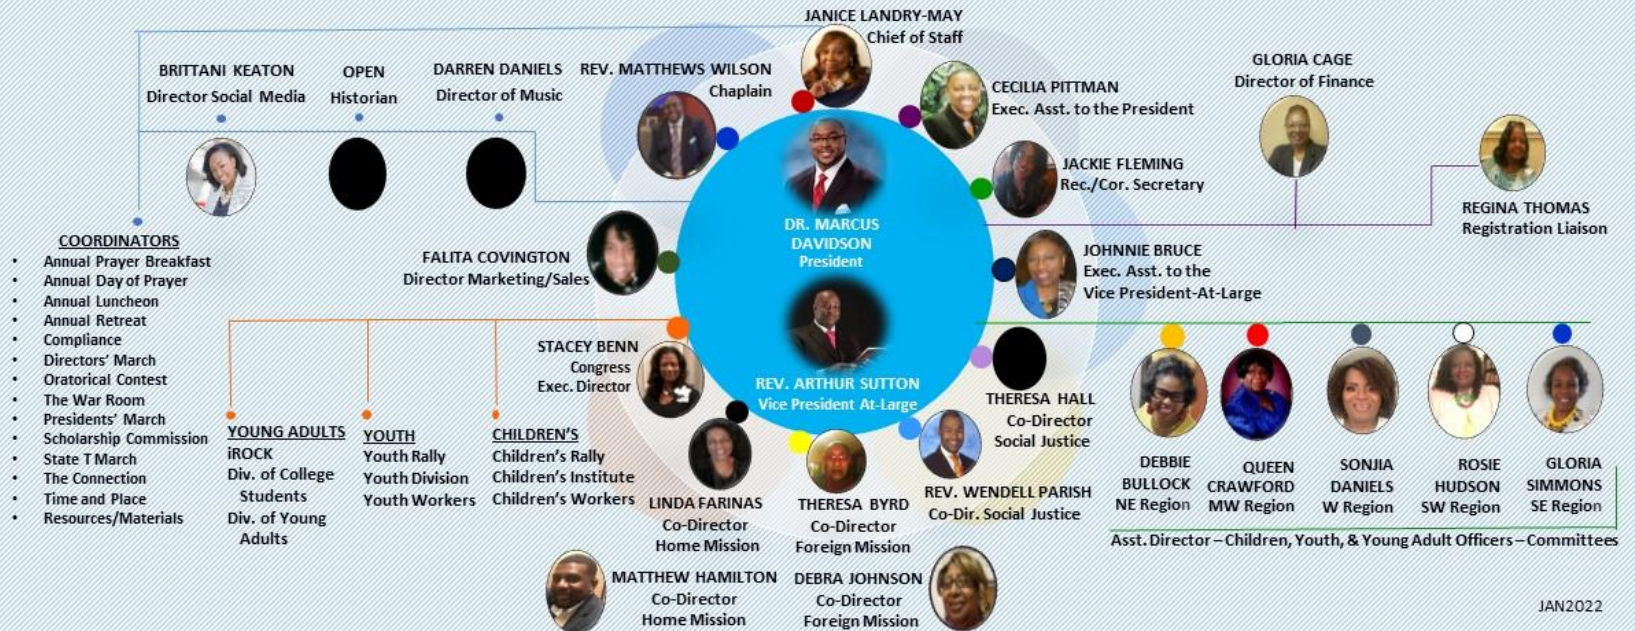 JANICE LANDRY-MAY
Chief of Staff
BRITTANI KEATON
Director Social Media
OPEN
Historian
DARREN DANIELS
Director of Music
REV. MATTHEWS WILSON
Chaplain
CECILIA PITTMAN
Exec. Asst. to the President
GLORIA CAGE
Director of Finance
JACKIE FLEMING
Rec./Cor. Secretary
REGINA THOMAS
Registration Liaison
DR. MARCUS
DAVIDSON
President
FALITA COVINGTON
Director Marketing/Sales
JOHNNIE BRUCE
Exec. Asst. to the
Vice President-At-Large
COORDINATORS
• Annual Prayer Breakfast
• Annual Day of Prayer
• Annual Luncheon
• Annual Retreat
• Compliance
• Directors' March
• Oratorical Contest
• The War Room
• Presidents' March
• Scholarship Commission
• State T March
• The Connection
• Time and Place
• Resources/Materials
STACEY BENN
Congress
Exec. Director
REV. ARTHUR SUTTON
Vice President At-Large
THERESA HALL
Co-Director
Social Justice
YOUNG ADULTS
iROCK
Div. of College
Students
Div. of Young
Adults
YOUTH
Youth Rally
Youth Division
Youth Workers
CHILDREN'S
Children's Rally
Children's Institute
Children's Workers
LINDA FARINAS
Co-Director
Home Mission
THERESA BYRD
Co-Director
Foreign Mission
REV. WENDELL PARISH
Co-Dir. Social Justice
DEBBIE
BULLOCK
NE Region
QUEEN
CRAWFORD
MW Region
SONJIA
DANIELS
W Region
ROSIE
HUDSON
SW Region
GLORIA
SIMMONS
SE Region
Asst. Director – Children, Youth, & Young Adult Officers – Committees
MATTHEW HAMILTON
Co-Director
Home Mission
DEBRA JOHNSON
Co-Director
Foreign Mission
JAN2022